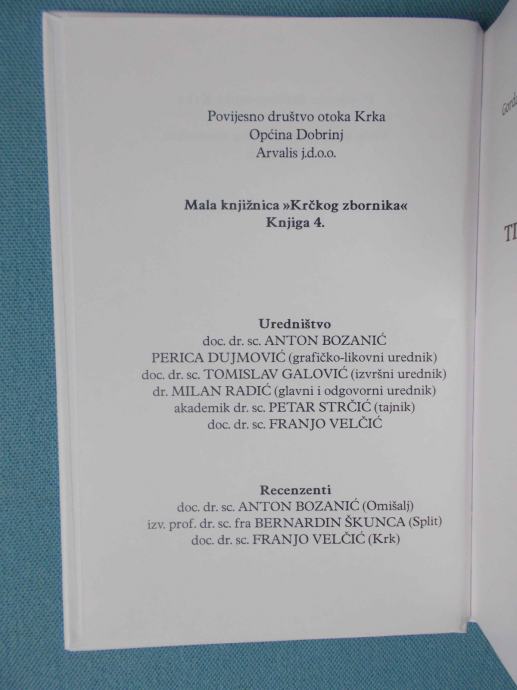 Povijesno društvo otoka Krka
Općina Dobrinj
Arvalis j.d.o.o.
Mala knjižnica »Krčkog zbornika«
Knjiga 4.
Uredništvo
doc. dr. sc. ANTON BOZANIĆ
PERICA DUJMOVIĆ (grafičko-likovni urednik)
doc. dr. sc. TOMISLAV GALOVIĆ (izvršni urednik)
dr. MILAN RADIĆ (glavni i odgovorni urednik)
akademik dr. sc. PETAR STRČIĆ (tajnik)
doc. dr. sc. FRANJO VELČIĆ
Recenzenti
doc. dr. sc. ANTON BOZANIĆ (Omišalj)
izv. prof. dr. sc. fra BERNARDIN ŠKUNCA (Split)
doc. dr. sc. FRANJO VELČIĆ (Krk)